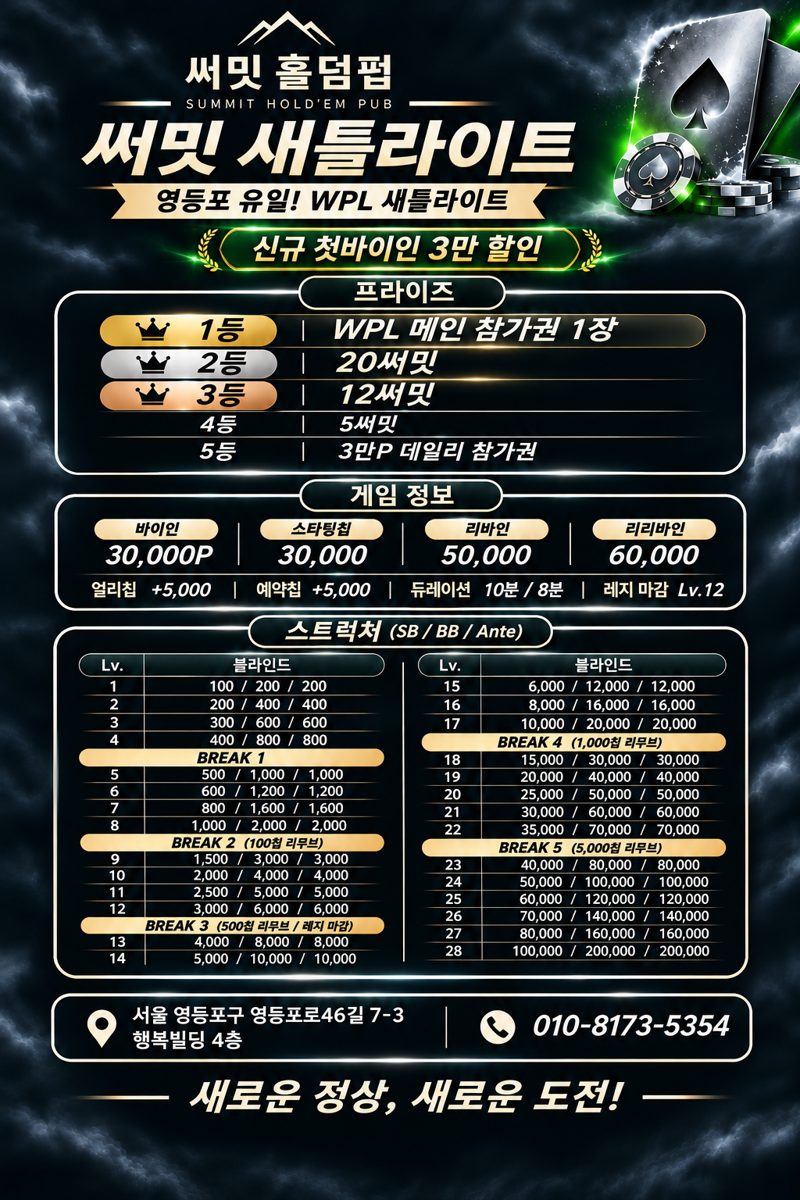 써밋 홀덤펍
SUMMIT HOLD'EM PUB
써밋 새틀라이트
영등포 유일! WPL 새틀라이트
신규 첫바이인 3만 할인
프라이즈
1등 | WPL 메인 참가권 1장
2등 | 20써밋
3등 | 12써밋
4등 | 5써밋
5등 | 3만P 데일리 참가권
게임 정보
바이인 스타팅칩 리바인 리리바인
30,000P 30,000 50,000 60,000
얼리칩 +5,000 | 예약칩 +5,000 | 듀레이션 10분 / 8분 | 레지 마감 Lv.12
스트럭처 (SB / BB / Ante)
Lv. 블라인드
1 100 / 200 / 200
2 200 / 400 / 400
3 300 / 600 / 600
4 400 / 800 / 800
BREAK 1
5 500 / 1,000 / 1,000
6 600 / 1,200 / 1,200
7 800 / 1,600 / 1,600
8 1,000 / 2,000 / 2,000
BREAK 2 (100칩 리무브)
9 1,500 / 3,000 / 3,000
10 2,000 / 4,000 / 4,000
11 2,500 / 5,000 / 5,000
12 3,000 / 6,000 / 6,000
BREAK 3 (500칩 리무브 / 레지 마감)
13 4,000 / 8,000 / 8,000
14 5,000 / 10,000 / 10,000
Lv. 블라인드
15 6,000 / 12,000 / 12,000
16 8,000 / 16,000 / 16,000
17 10,000 / 20,000 / 20,000
BREAK 4 (1,000칩 리무브)
18 15,000 / 30,000 / 30,000
19 20,000 / 40,000 / 40,000
20 25,000 / 50,000 / 50,000
21 30,000 / 60,000 / 60,000
22 35,000 / 70,000 / 70,000
BREAK 5 (5,000칩 리무브)
23 40,000 / 80,000 / 80,000
24 50,000 / 100,000 / 100,000
25 60,000 / 120,000 / 120,000
26 70,000 / 140,000 / 140,000
27 80,000 / 160,000 / 160,000
28 100,000 / 200,000 / 200,000
서울 영등포구 영등포로46길 7-3
행복빌딩 4층
010-8173-5354
새로운 정상, 새로운 도전!